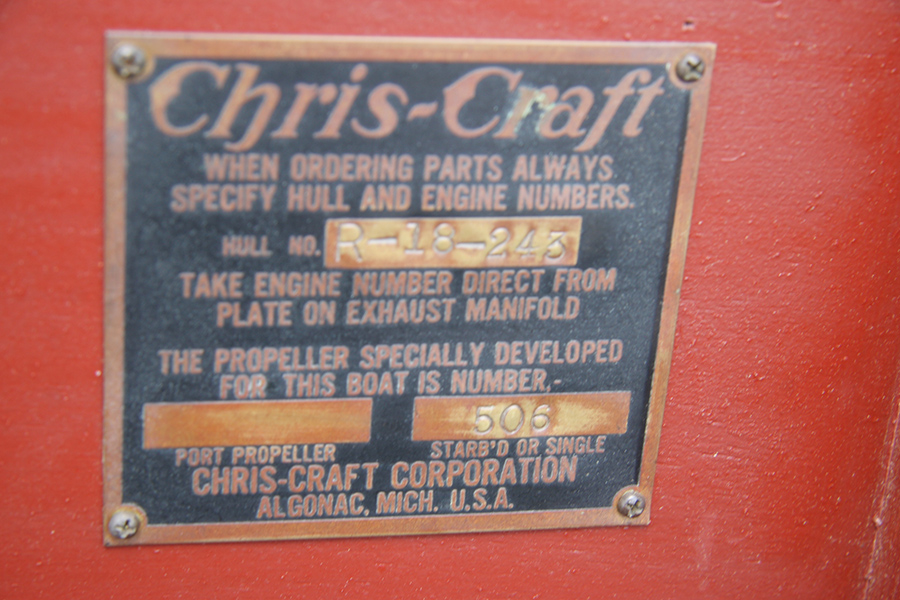 Chris-Craft
WHEN ORDERING PARTS ALWAYS
SPECIFY HULL AND ENGINE NUMBERS.
HULL NO. R-18-243
TAKE ENGINE NUMBER DIRECT FROM
PLATE ON EXHAUST MANIFOLD
THE PROPELLER SPECIALLY DEVELOPED
FOR THIS BOAT IS NUMBER,-
506
PORT PROPELLER STARB'D OR SINGLE
CHRIS-CRAFT CORPORATION
ALGONAC, MICH. U.S.A.